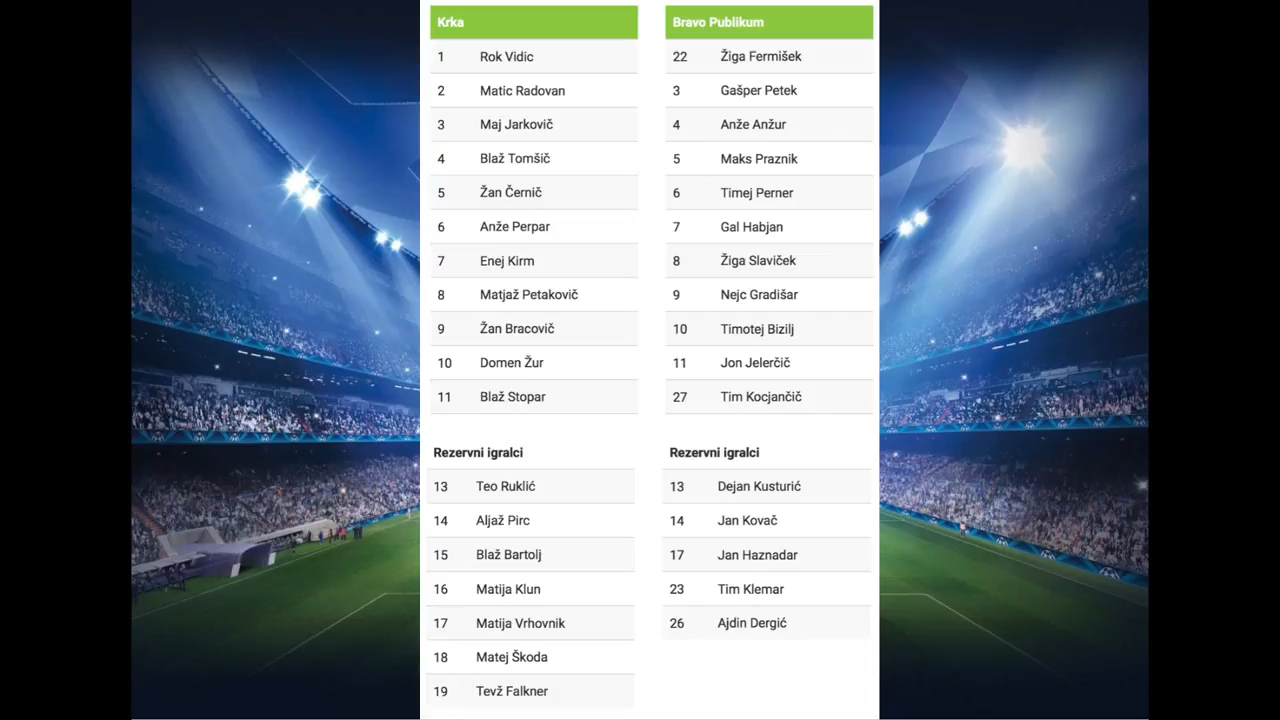 Krka
1 Rok Vidic
2 Matic Radovan
3 Maj Jarkovič
4 Blaž Tomšič
5 Žan Černič
6 Anže Perpar
7 Enej Kirm
8 Matjaž Petakovič
9 Žan Bracovič
10 Domen Žur
11 Blaž Stopar
Rezervni igralci
13 Teo Ruklić
14 Aljaž Pirc
15 Blaž Bartolj
16 Matija Klun
17 Matija Vrhovnik
18 Matej Škoda
19 Tevž Falkner
Bravo Publikum
22 Žiga Fermišek
3 Gašper Petek
4 Anže Anžur
5 Maks Praznik
6 Timej Perner
7 Gal Habjan
8 Žiga Slaviček
9 Nejc Gradišar
10 Timotej Bizilj
11 Jon Jelerčič
27 Tim Kocjančič
Rezervni igralci
13 Dejan Kusturić
14 Jan Kovač
17 Jan Haznadar
23 Tim Klemar
26 Ajdin Dergić